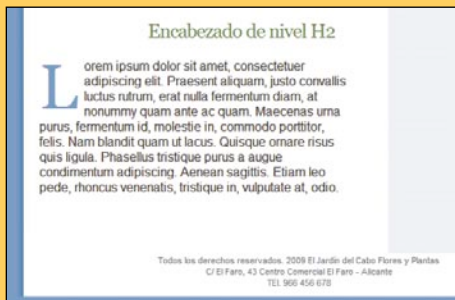 Encabezado de nivel H2
Lorem ipsum dolor sit amet, consectetuer
adipiscing elit. Praesent aliquam, justo convallis
luctus rutrum, erat nulla fermentum diam, at
nonummy quam ante ac quam. Maecenas urna
purus, fermentum id, molestie in, commodo porttitor,
felis. Nam blandit quam ut lacus. Quisque ornare risus
quis ligula. Phasellus tristique purus a augue
condimentum adipiscing. Aenean sagittis. Etiam leo
pede, rhoncus venenatis, tristique in, vulputate at, odio.
Todos los derechos reservados. 2009 El Jardín del Cabo Flores y Plantas
C/ El Faro, 43 Centro Comercial El Faro - Alicante
TEl. 966 456 678